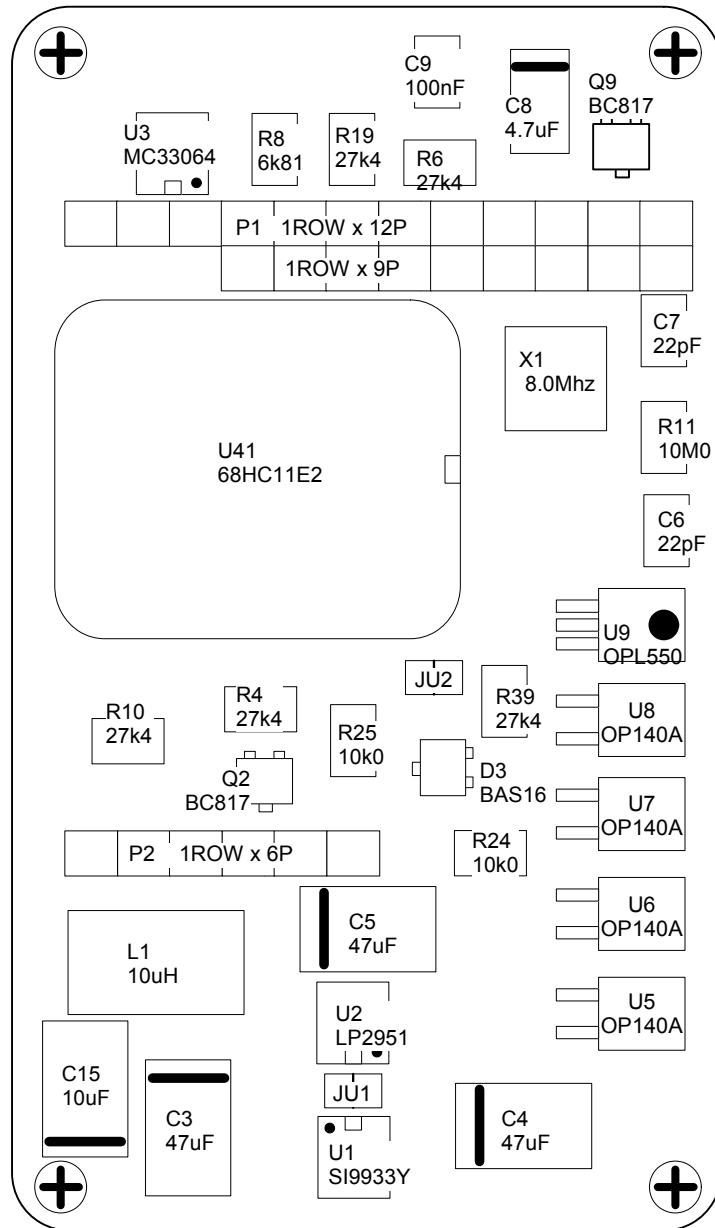 C9
100nF
C8
4.7uF
Q9
BC817
U3
MC33064
R8
6k81
R19
27k4
R6
27k4
P1 1ROW x 12P
1ROW x 9P
C7
22pF
X1
8.0Mhz
R11
10M0
U41
68HC11E2
C6
22pF
U9
OPL550
JU2
R39
27k4
U8
OP140A
R4
27k4
R10
27k4
R25
10k0
Q2
BC817
D3
BAS16
U7
OP140A
P2 1ROW x 6P
R24
10k0
U6
OP140A
C5
47uF
L1
10uH
U5
OP140A
U2
LP2951
C15
10uF
JU1
C3
47uF
C4
47uF
U1
SI9933Y